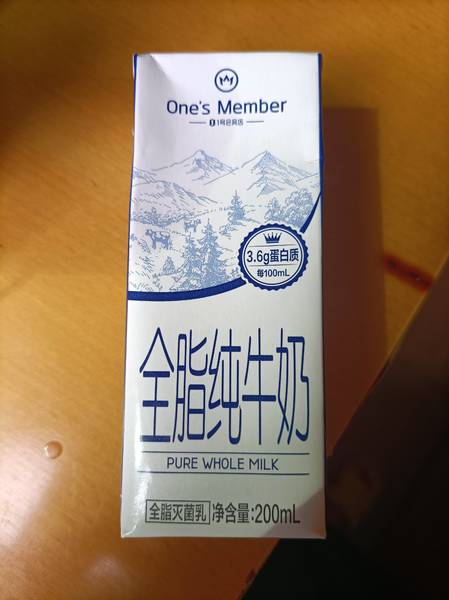 One's Member
1号会员店
3.6g蛋白质
每100mL
全脂纯牛奶
PURE WHOLE MILK
全脂灭菌乳 净含量:200mL